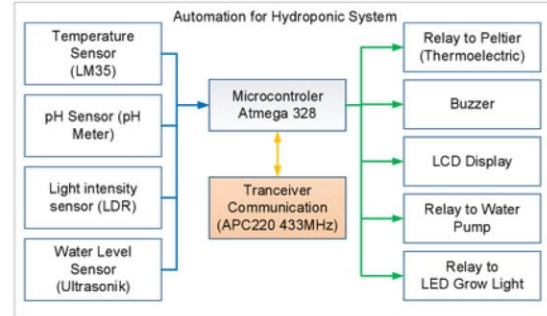 Automation for Hydroponic System
Temperature
Sensor
(LM35)
pH Sensor (pH
Meter)
Light intensity
sensor (LDR)
Water Level
Sensor
(Ultrasonik)
Microcontroler
Atmega 328
Tranceiver
Communication
(APC220 433MHz)
Relay to Peltier
(Thermoelectric)
Buzzer
LCD Display
Relay to Water
Pump
Relay to
LED Grow Light